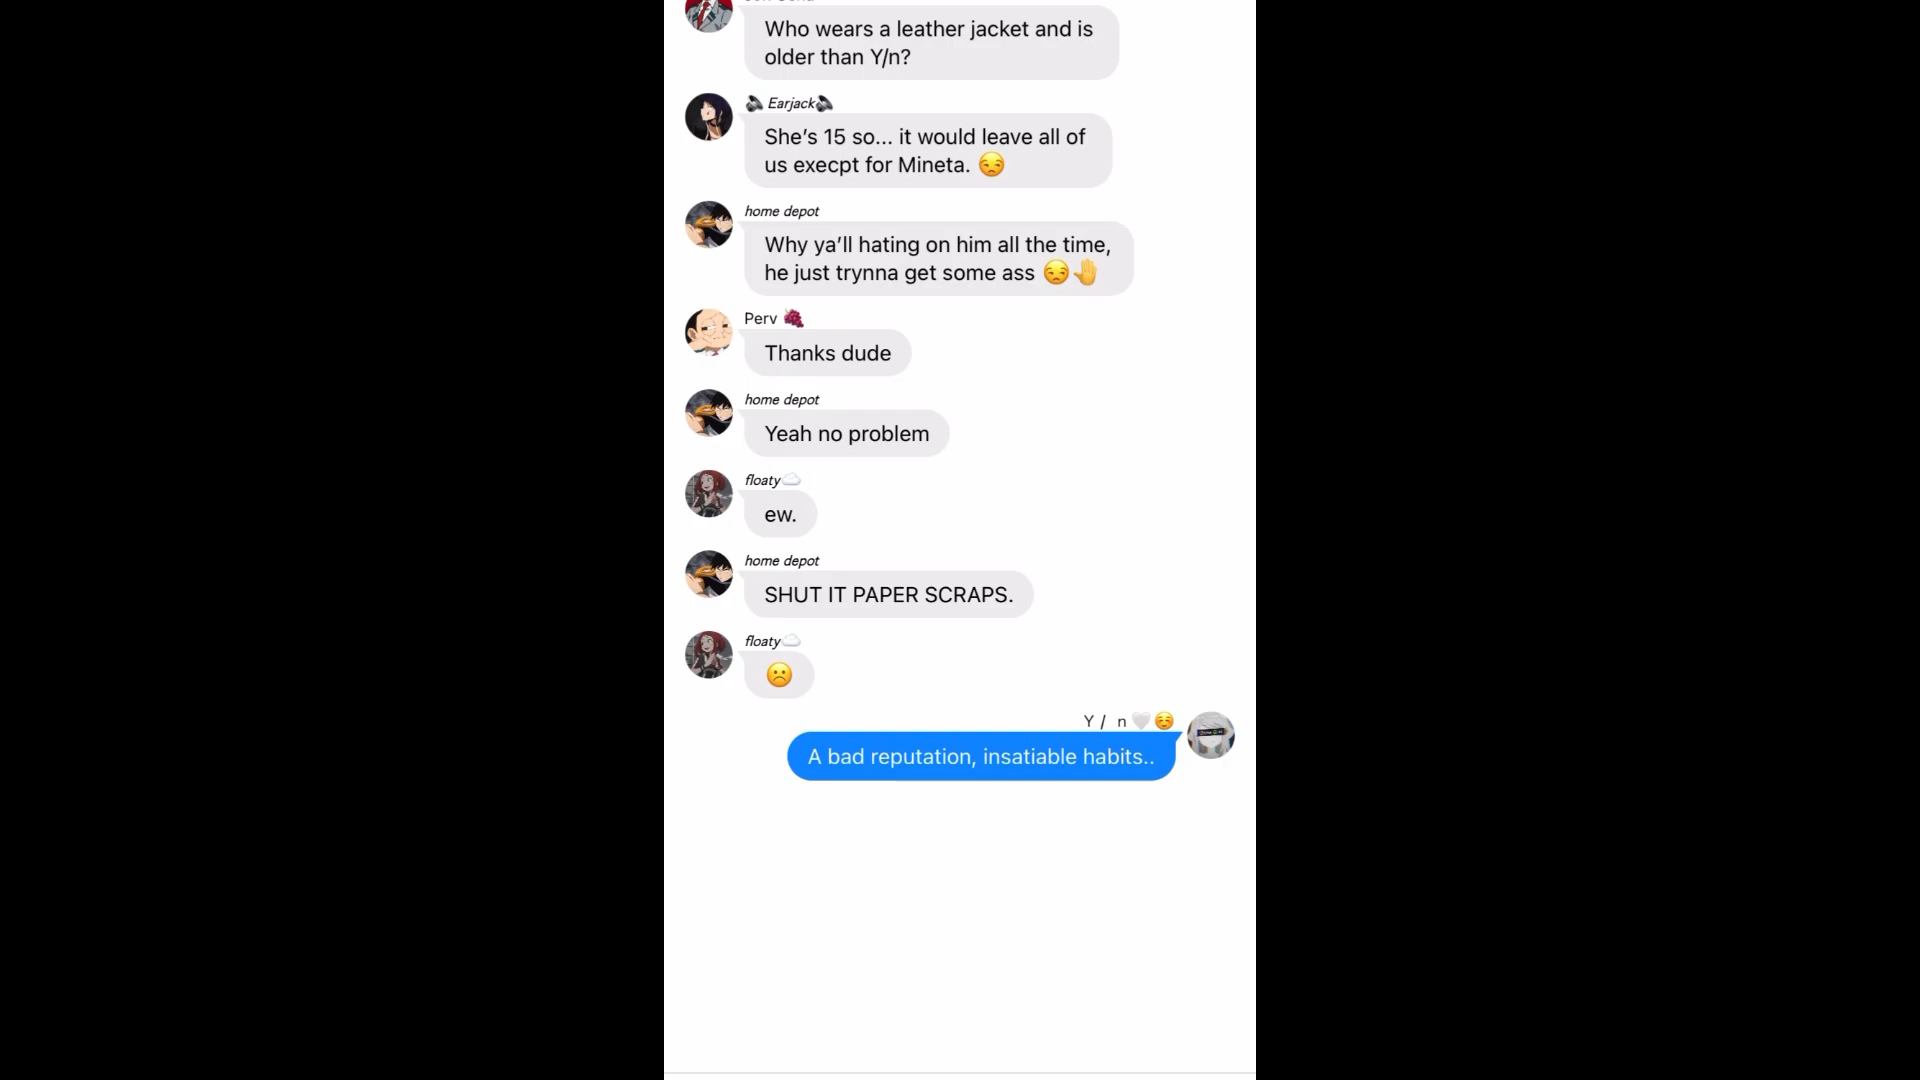 Who wears a leather jacket and is
older than Y/n?
Earjack
She's 15 so... it would leave all of
us execpt for Mineta. 😒
home depot
Why ya'll hating on him all the time,
he just trynna get some ass 😒🤚
Perv 🍇
Thanks dude
home depot
Yeah no problem
floaty☁️
ew.
home depot
SHUT IT PAPER SCRAPS.
floaty☁️
☹️
Y / n🤍☺️
A bad reputation, insatiable habits..